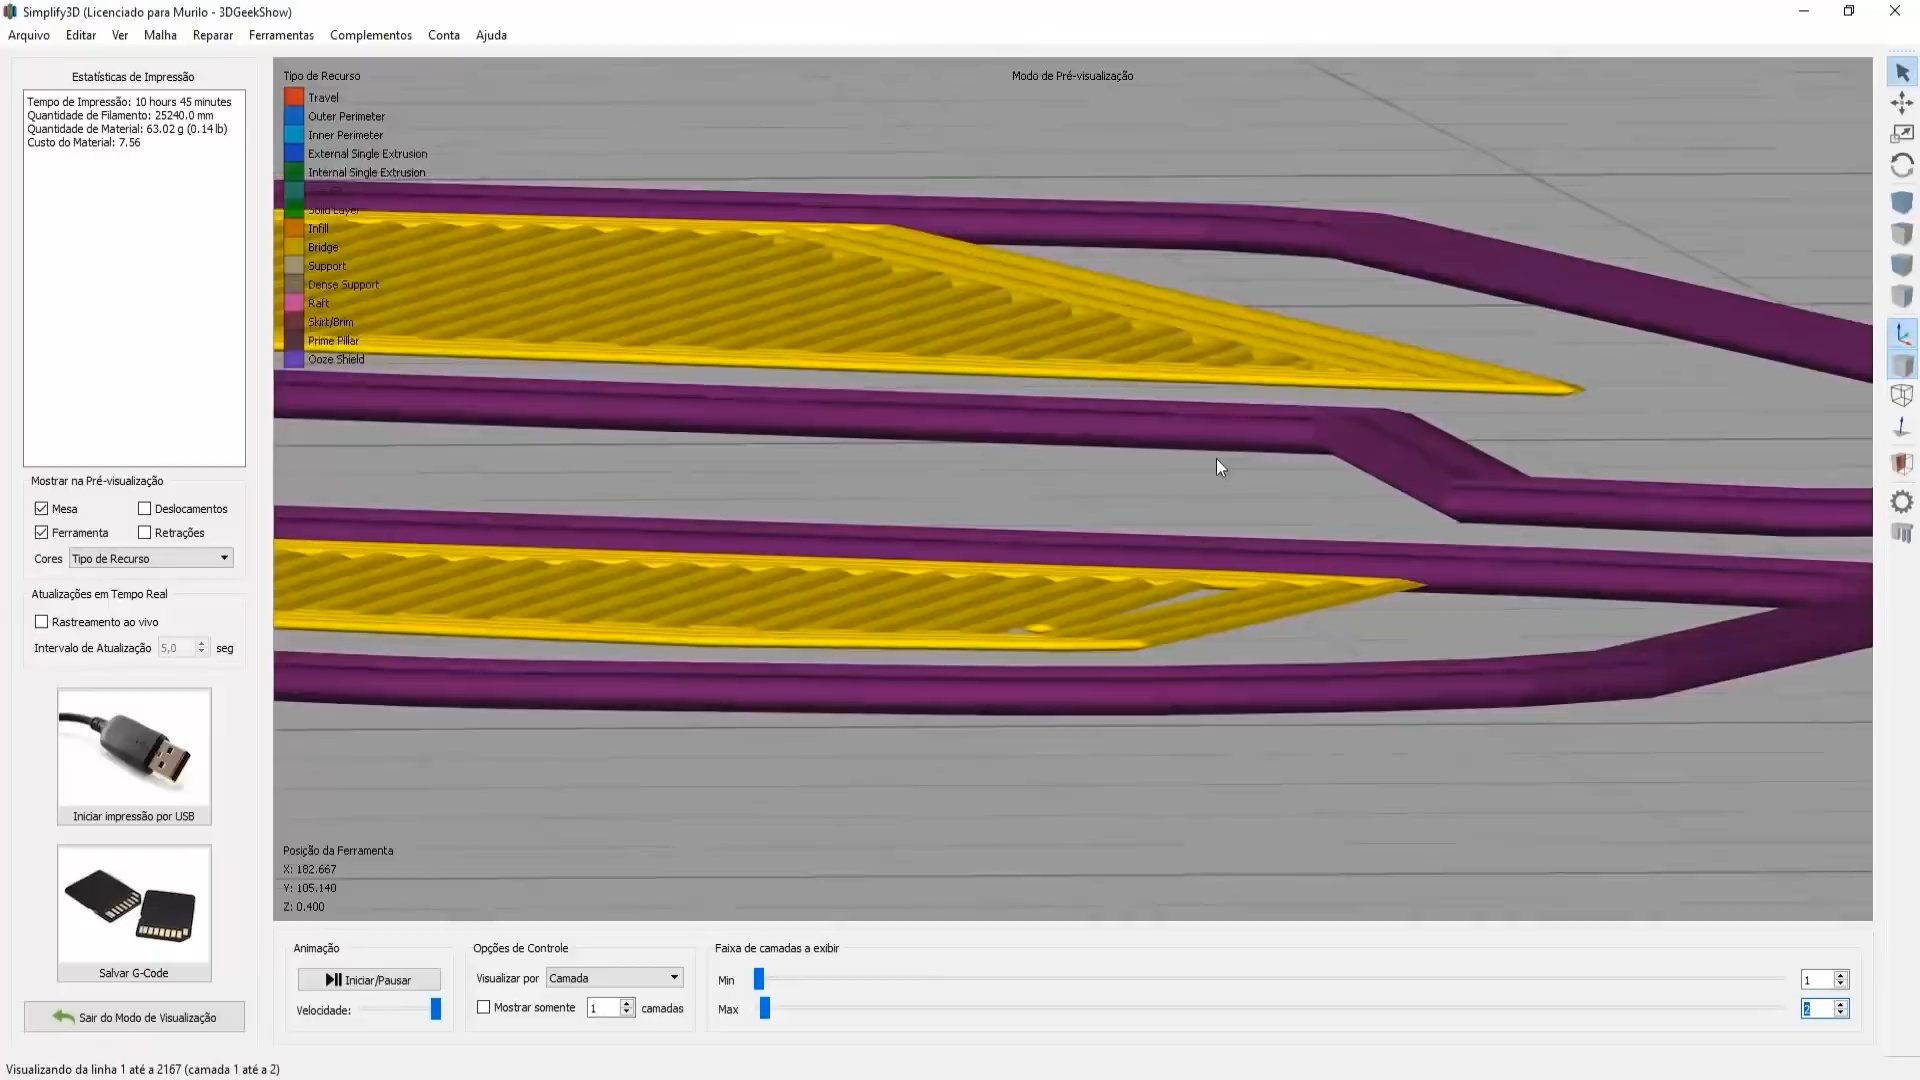 Simplify3D (Licenciado para Murilo - 3DGeekShow)
Arquivo Editar Ver Malha Reparar Ferramentas Complementos Conta Ajuda
Estatísticas de Impressão
Tempo de Impressão: 10 hours 45 minutes
Quantidade de Filamento: 25240.0 mm
Quantidade de Material: 63.02 g (0.14 lb)
Custo do Material: 7.56
Mostrar na Pré-visualização
Mesa Deslocamentos
Ferramenta Retrações
Cores Tipo de Recurso
Atualizações em Tempo Real
Rastreamento ao vivo
Intervalo de Atualização 5,0 seg
Iniciar impressão por USB
Salvar G-Code
Sair do Modo de Visualização
Tipo de Recurso
Modo de Pré-visualização
Travel
Outer Perimeter
Inner Perimeter
External Single Extrusion
Internal Single Extrusion
Solid Layer
Infill
Bridge
Support
Dense Support
Raft
Skirt/Brim
Prime Pillar
Ooze Shield
Posição da Ferramenta
X: 182.667
Y: 105.140
Z: 0.400
Animação
Iniciar/Pausar
Velocidade:
Opções de Controle
Visualizar por Camada
Mostrar somente 1 camadas
Faixa de camadas a exibir
Min 1
Max 2
Visualizando da linha 1 até a 2167 (camada 1 até a 2)